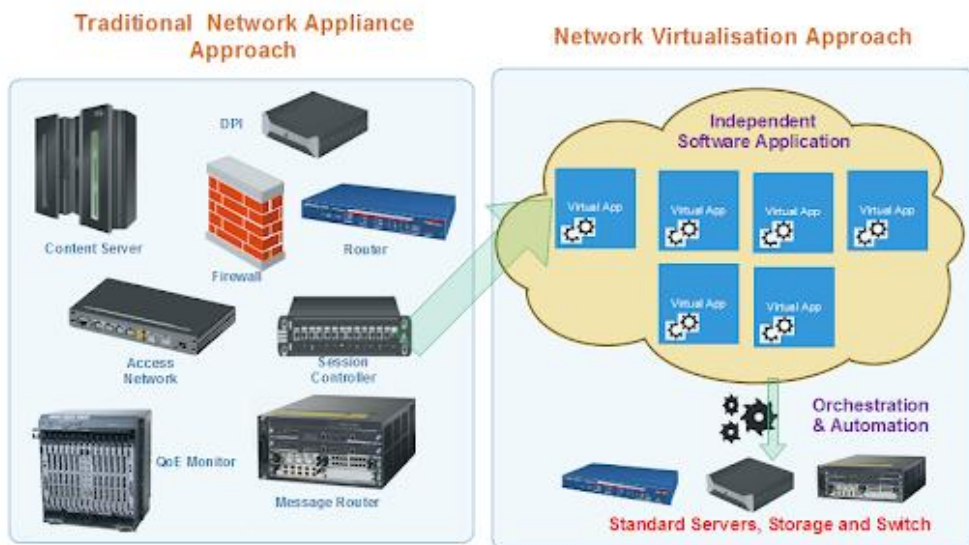 Traditional Network Appliance
Approach
Network Virtualisation Approach
DPI
Content Server
Firewall
Router
Access
Network
Session
Controller
QoE Monitor
Message Router
Independent
Software Application
Virtual App
Virtual App
Virtual App
Virtual App
Virtual App
Virtual App
Orchestration
& Automation
Standard Servers, Storage and Switch